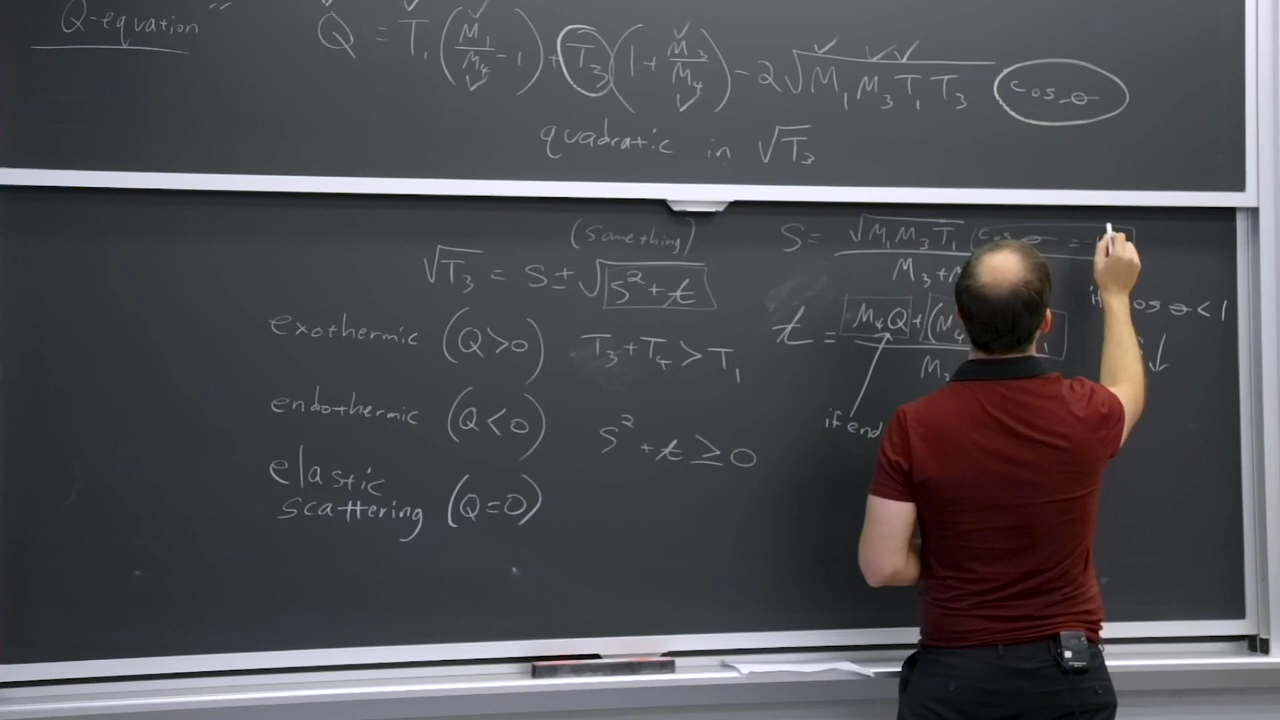 Q-equation"
Q = T₁(M₁/M₄ - 1) + T₃(1 + M₃/M₄) - 2√(M₁M₃T₁T₃) cos θ
quadratic in √T₃
(something)
√T₃ = S ± √(S² + t)
S = √(M₁M₃T₁) cos θ =
M₃+
exothermic (Q>0) T₃+T₄>T₁
t = M₄Q + (M₄
cos θ < 1
↓
endothermic (Q<0) S² + t ≥ 0
if end
elastic
scattering (Q=0)